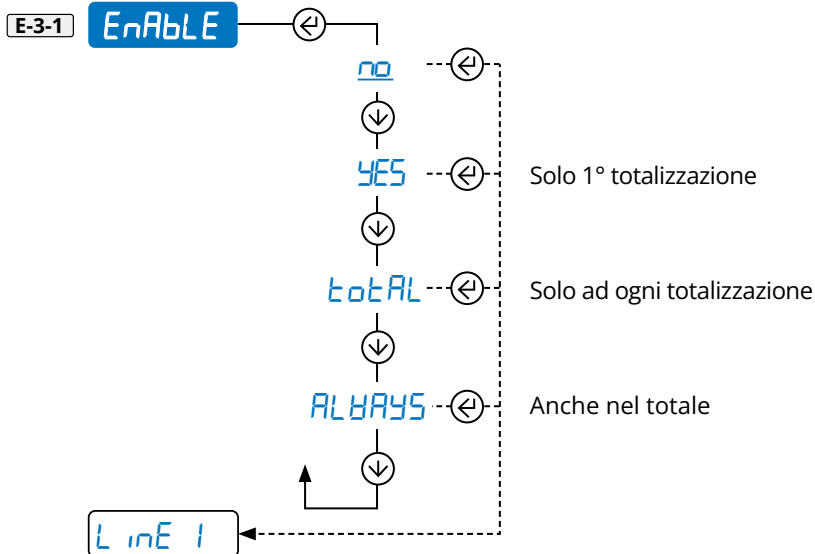 E-3-1 EnAbLE
no
YES Solo 1° totalizzazione
totAL Solo ad ogni totalizzazione
ALWAYS Anche nel totale
LinE 1